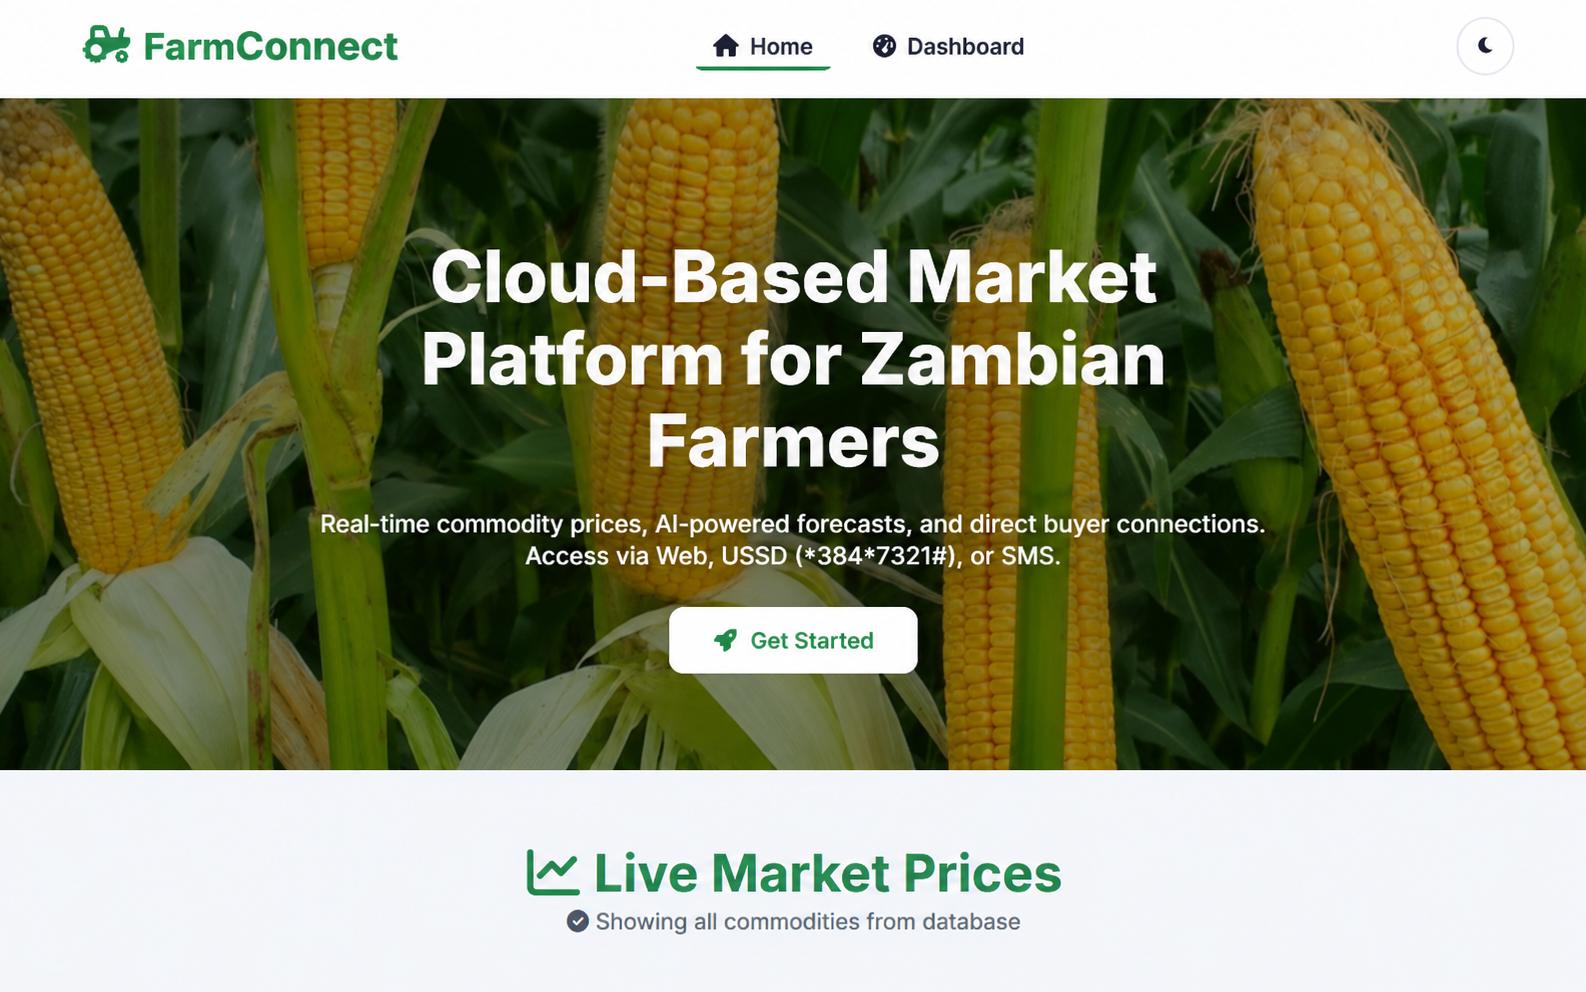 FarmConnect
Home
Dashboard
Cloud-Based Market
Platform for Zambian
Farmers
Real-time commodity prices, AI-powered forecasts, and direct buyer connections.
Access via Web, USSD (*384*7321#), or SMS.
Get Started
Live Market Prices
Showing all commodities from database